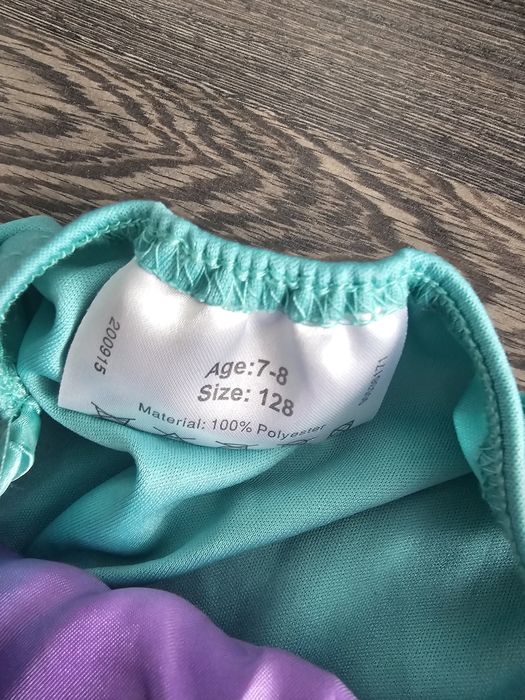 200915
Age:7-8
Size: 128
Material: 100% Polyester